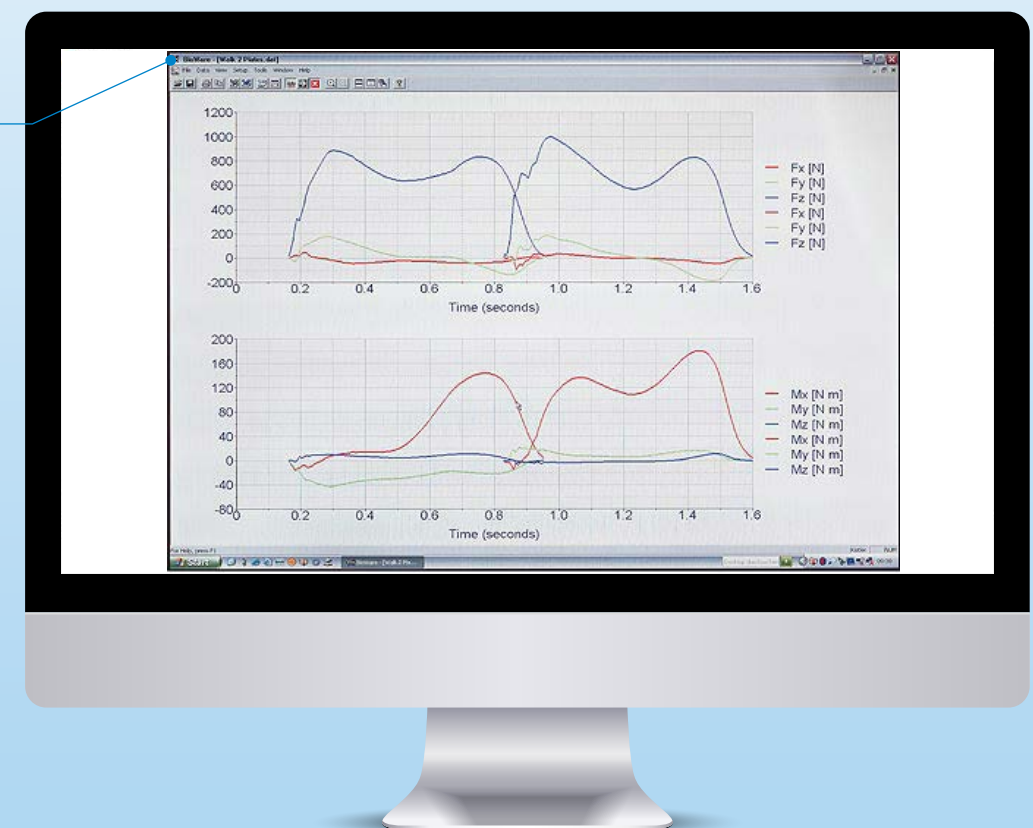 BioWare - [Walk 2 Plates.dat]
File Data View Setup Tools Window Help
1200
1000
800
600
400
200
0
-200
0 0.2 0.4 0.6 0.8 1.0 1.2 1.4 1.6
Time (seconds)
Fx [N]
Fy [N]
Fz [N]
Fx [N]
Fy [N]
Fz [N]
200
160
120
80
40
0
-40
-80
0 0.2 0.4 0.6 0.8 1.0 1.2 1.4 1.6
Time (seconds)
Mx [N m]
My [N m]
Mz [N m]
Mx [N m]
My [N m]
Mz [N m]
For Help, press F1
NUM
Start